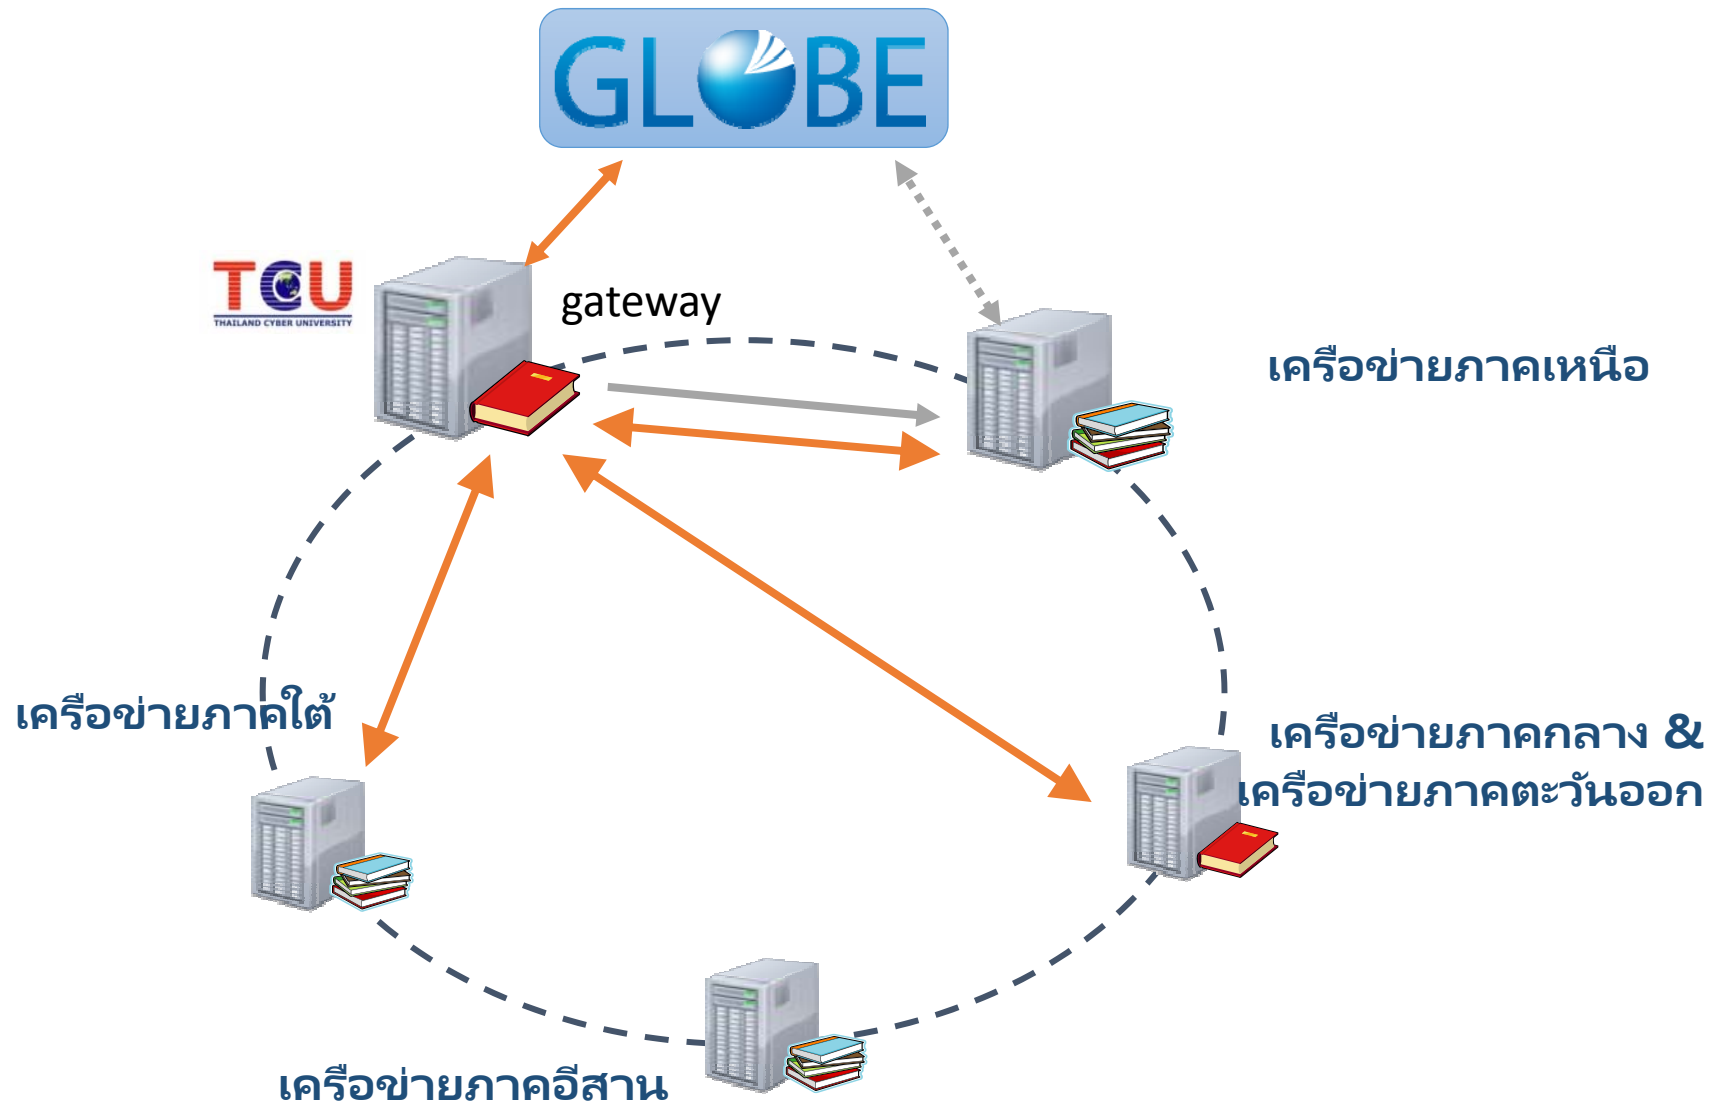 GLOBE
TCU
THAILAND CYBER UNIVERSITY
gateway
เครือข่ายภาคเหนือ
เครือข่ายภาคใต้
เครือข่ายภาคกลาง &
เครือข่ายภาคตะวันออก
เครือข่ายภาคอีสาน